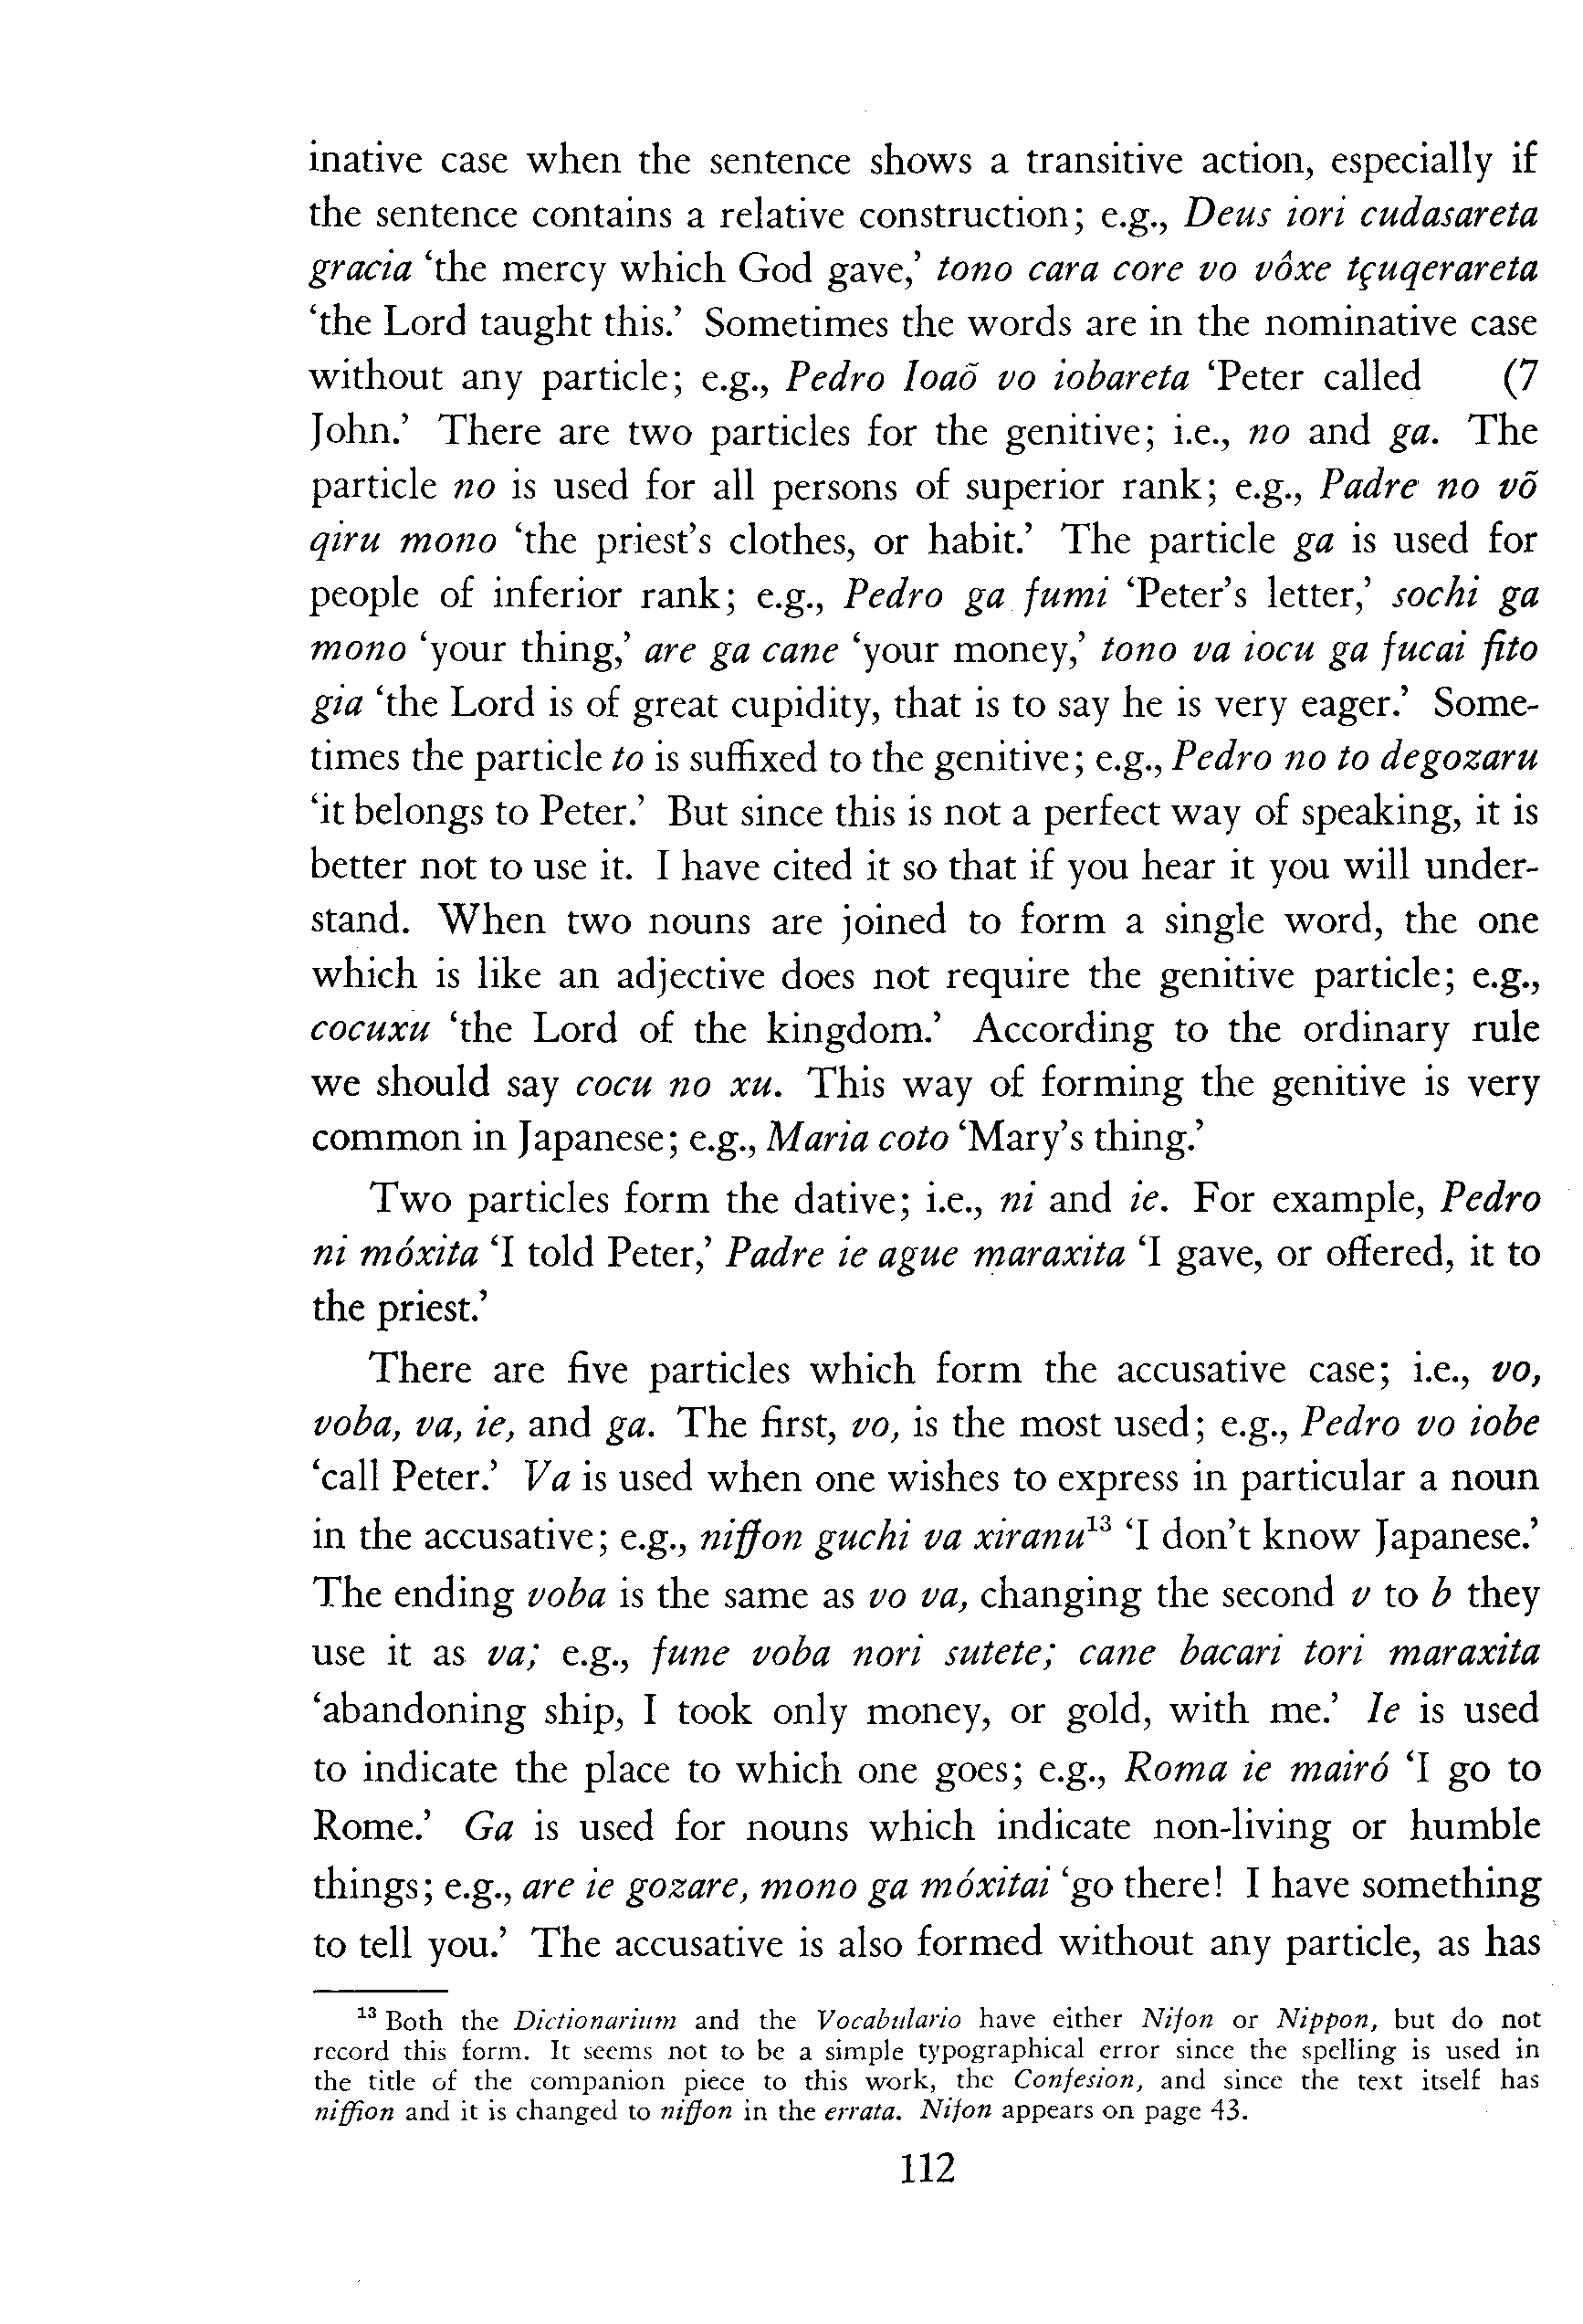 inative case when the sentence shows a transitive action, especially if
the sentence contains a relative construction; e.g., Deus iori cudasareta
gracia ‘the mercy which God gave,’ tono cara core vo vôxe tçuqerareta
‘the Lord taught this.’ Sometimes the words are in the nominative case
without any particle; e.g., Pedro Ioaõ vo iobareta ‘Peter called (7
John.’ There are two particles for the genitive; i.e., no and ga. The
particle no is used for all persons of superior rank; e.g., Padre no võ
qiru mono ‘the priest’s clothes, or habit.’ The particle ga is used for
people of inferior rank; e.g., Pedro ga fumi ‘Peter’s letter,’ sochi ga
mono ‘your thing,’ are ga cane ‘your money,’ tono va iocu ga fucai fito
gia ‘the Lord is of great cupidity, that is to say he is very eager.’ Some-
times the particle to is suffixed to the genitive; e.g., Pedro no to degozaru
‘it belongs to Peter.’ But since this is not a perfect way of speaking, it is
better not to use it. I have cited it so that if you hear it you will under-
stand. When two nouns are joined to form a single word, the one
which is like an adjective does not require the genitive particle; e.g.,
cocuxu ‘the Lord of the kingdom.’ According to the ordinary rule
we should say cocu no xu. This way of forming the genitive is very
common in Japanese; e.g., Maria coto ‘Mary’s thing.’
Two particles form the dative; i.e., ni and ie. For example, Pedro
ni móxita ‘I told Peter,’ Padre ie ague maraxita ‘I gave, or offered, it to
the priest.’
There are five particles which form the accusative case; i.e., vo,
voba, va, ie, and ga. The first, vo, is the most used; e.g., Pedro vo iobe
‘call Peter.’ Va is used when one wishes to express in particular a noun
in the accusative; e.g., niffon guchi va xiranu¹³ ‘I don’t know Japanese.’
The ending voba is the same as vo va, changing the second v to b they
use it as va; e.g., fune voba nori sutete; cane bacari tori maraxita
‘abandoning ship, I took only money, or gold, with me.’ Ie is used
to indicate the place to which one goes; e.g., Roma ie mairó ‘I go to
Rome.’ Ga is used for nouns which indicate non-living or humble
things; e.g., are ie gozare, mono ga móxitai ‘go there! I have something
to tell you.’ The accusative is also formed without any particle, as has
¹³ Both the Dictionarium and the Vocabulario have either Nifon or Nippon, but do not
record this form. It seems not to be a simple typographical error since the spelling is used in
the title of the companion piece to this work, the Confesion, and since the text itself has
niffion and it is changed to niffon in the errata. Nifon appears on page 43.
112